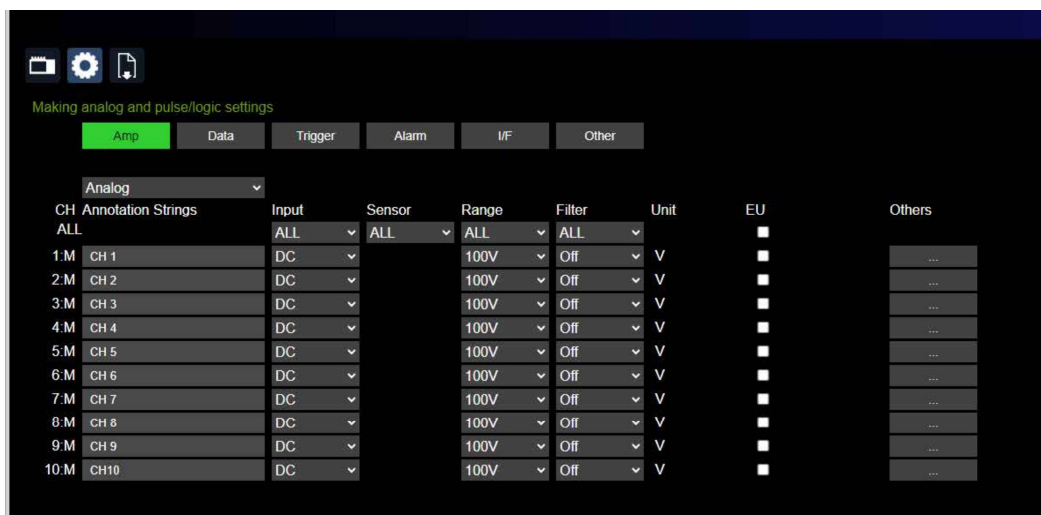 Making analog and pulse/logic settings
Amp Data Trigger Alarm I/F Other
Analog
CH Annotation Strings Input Sensor Range Filter Unit EU Others
ALL ALL ALL ALL ALL
1:M CH 1 DC 100V Off V ...
2:M CH 2 DC 100V Off V ...
3:M CH 3 DC 100V Off V ...
4:M CH 4 DC 100V Off V ...
5:M CH 5 DC 100V Off V ...
6:M CH 6 DC 100V Off V ...
7:M CH 7 DC 100V Off V ...
8:M CH 8 DC 100V Off V ...
9:M CH 9 DC 100V Off V ...
10:M CH10 DC 100V Off V ...